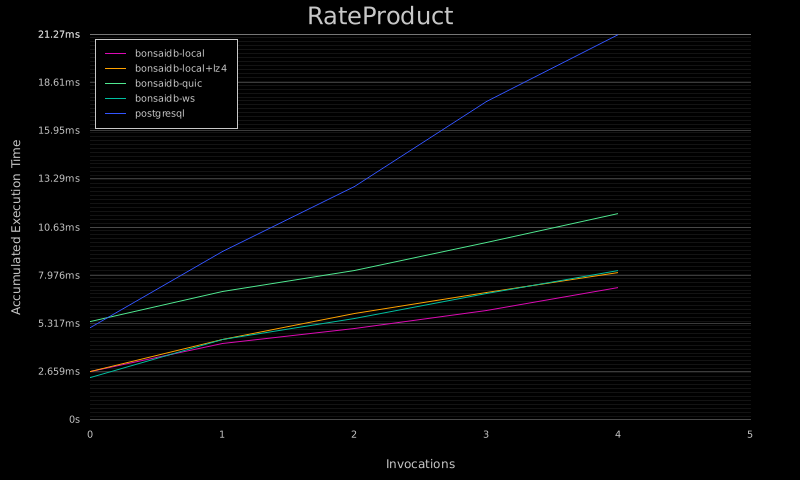 RateProduct
21.27ms
18.61ms
15.95ms
13.29ms
10.63ms
7.976ms
5.317ms
2.659ms
0s
bonsaidb-local
bonsaidb-local+lz4
bonsaidb-quic
bonsaidb-ws
postgresql
Accumulated Execution Time
0 1 2 3 4 5
Invocations